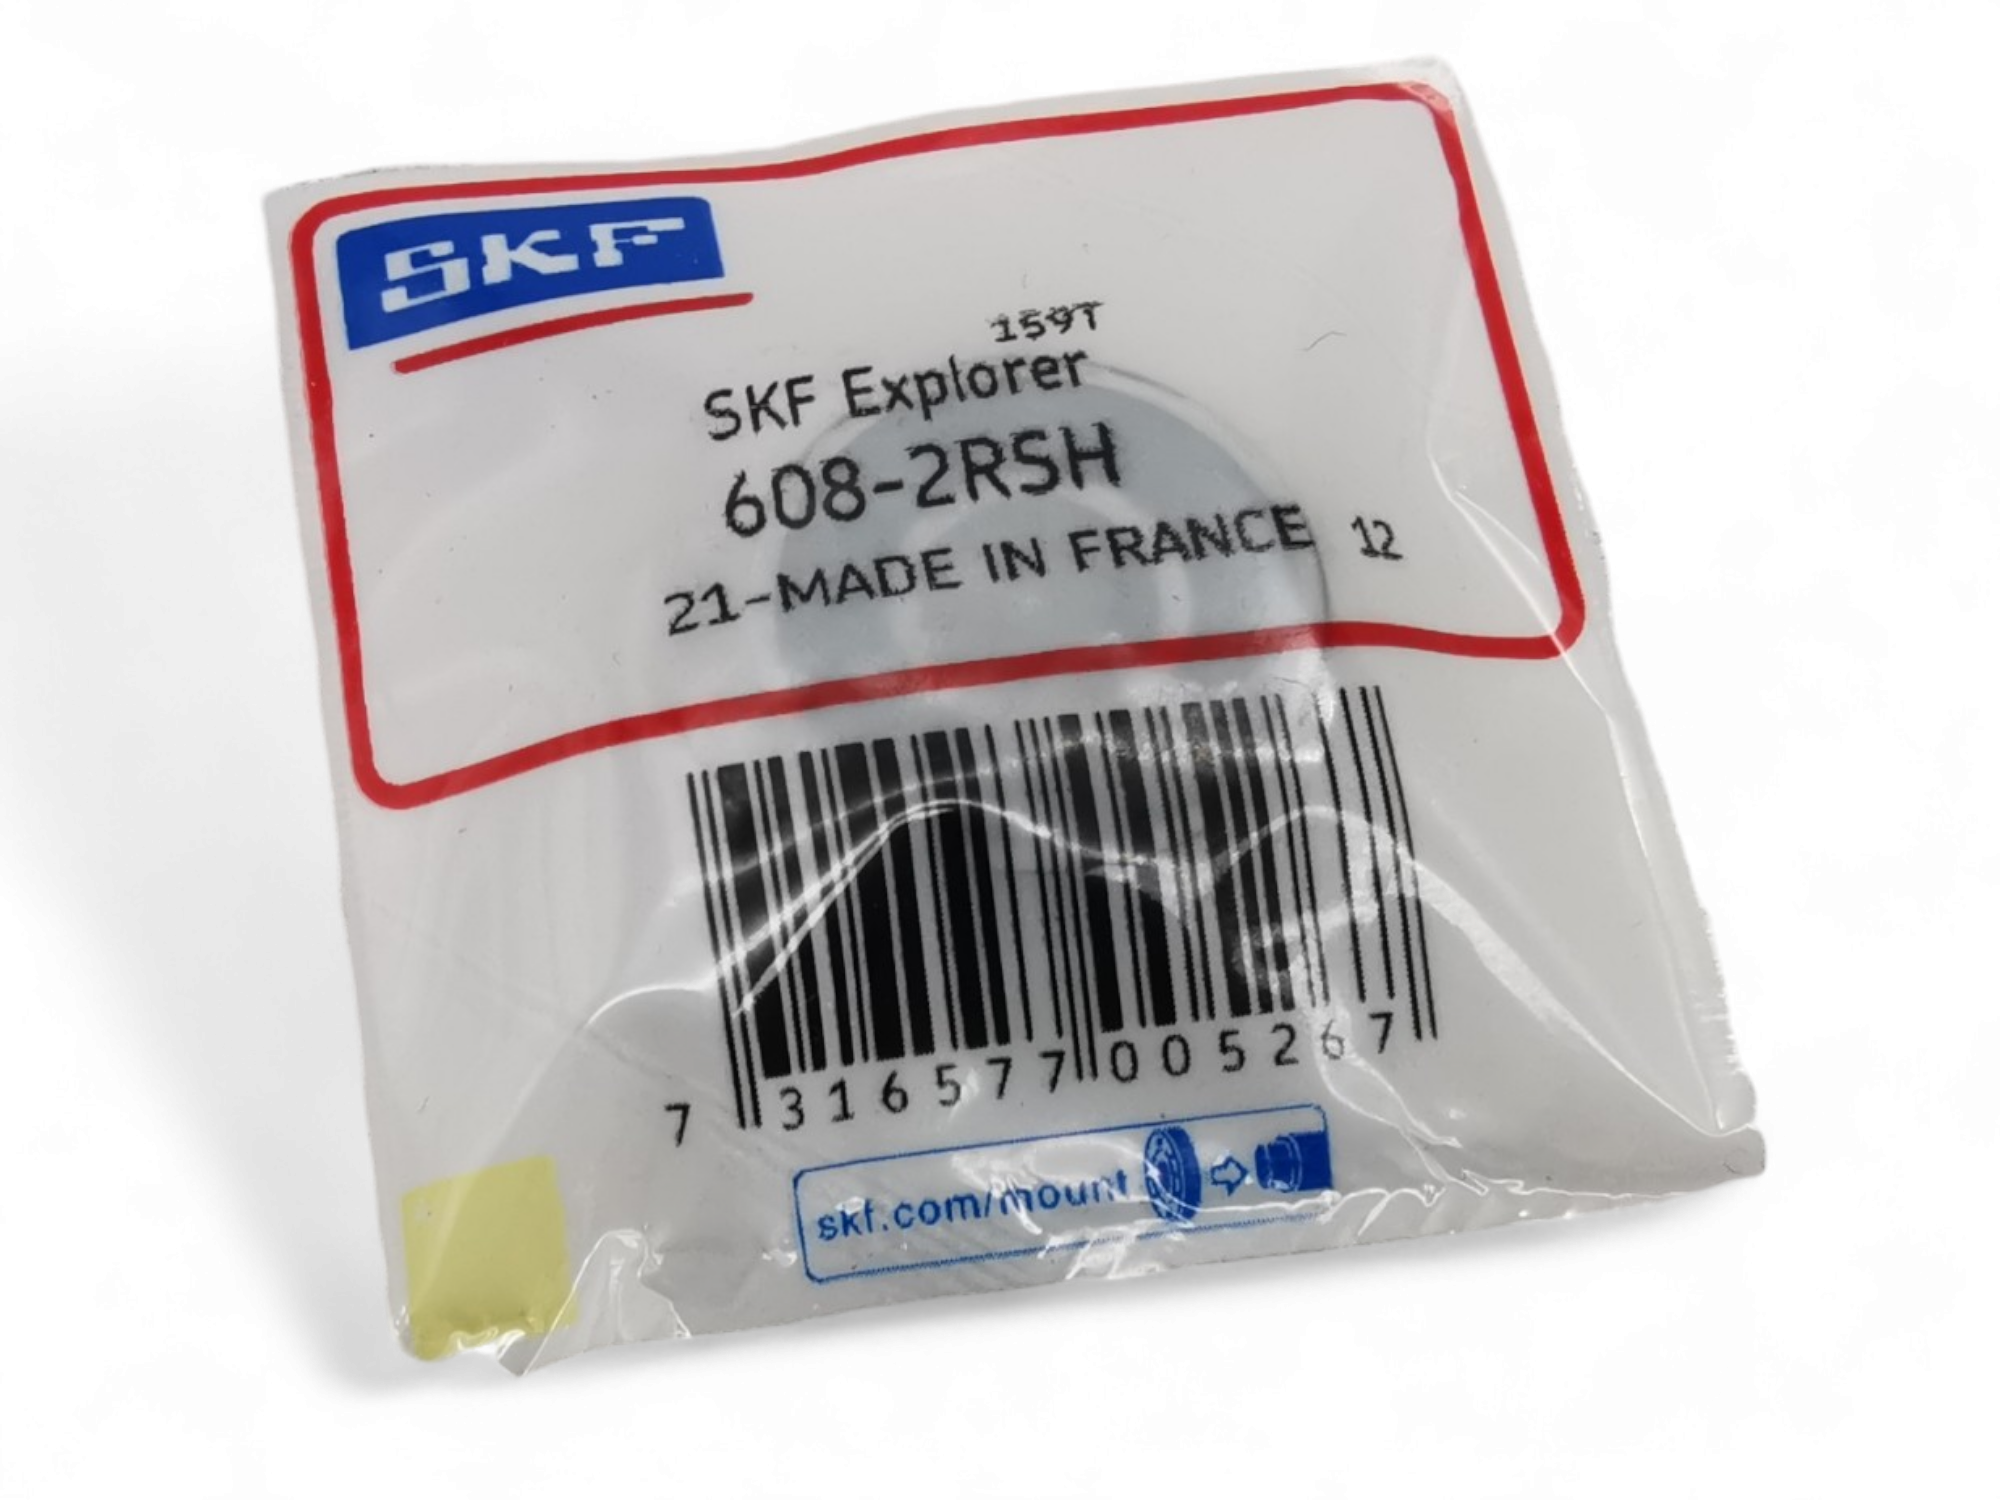 SKF
159T
SKF Explorer
608-2RSH
21-MADE IN FRANCE 12
7 316577 005267
skf.com/mount